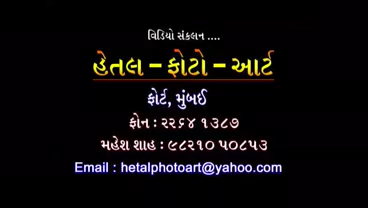 વિડિયો સંકલન ....
હેતલ – ફોટો – આર્ટ
ફોર્ટ, મુંબઈ
ફોન : ૨૨૬૪ ૧૩૮૭
મહેશ શાહ : ૯૮૨૧૦ ૫૦૮૫૩
Email : hetalphotoart@yahoo.com